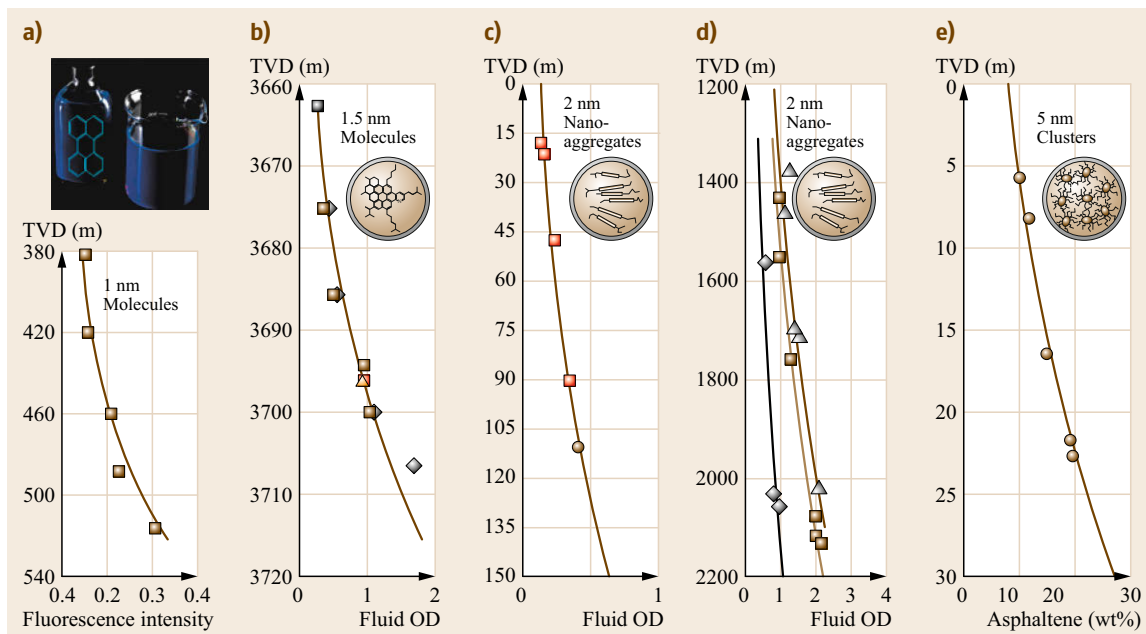 a)
TVD (m)
380
420
460
500
540
1 nm
Molecules
0.4 0.1 0.2 0.3 0.4
Fluorescence intensity
b)
TVD (m)
3660
3670
3680
3690
3700
3710
3720
1.5 nm
Molecules
0 1 2
Fluid OD
c)
TVD (m)
0
15
30
45
60
75
90
105
120
135
150
2 nm
Nano-
aggregates
0 1
Fluid OD
d)
TVD (m)
1200
1400
1600
1800
2000
2200
2 nm
Nano-
aggregates
0 1 2 3 4
Fluid OD
e)
TVD (m)
0
5
10
15
20
25
30
5 nm
Clusters
0 10 20 30
Asphaltene (wt%)